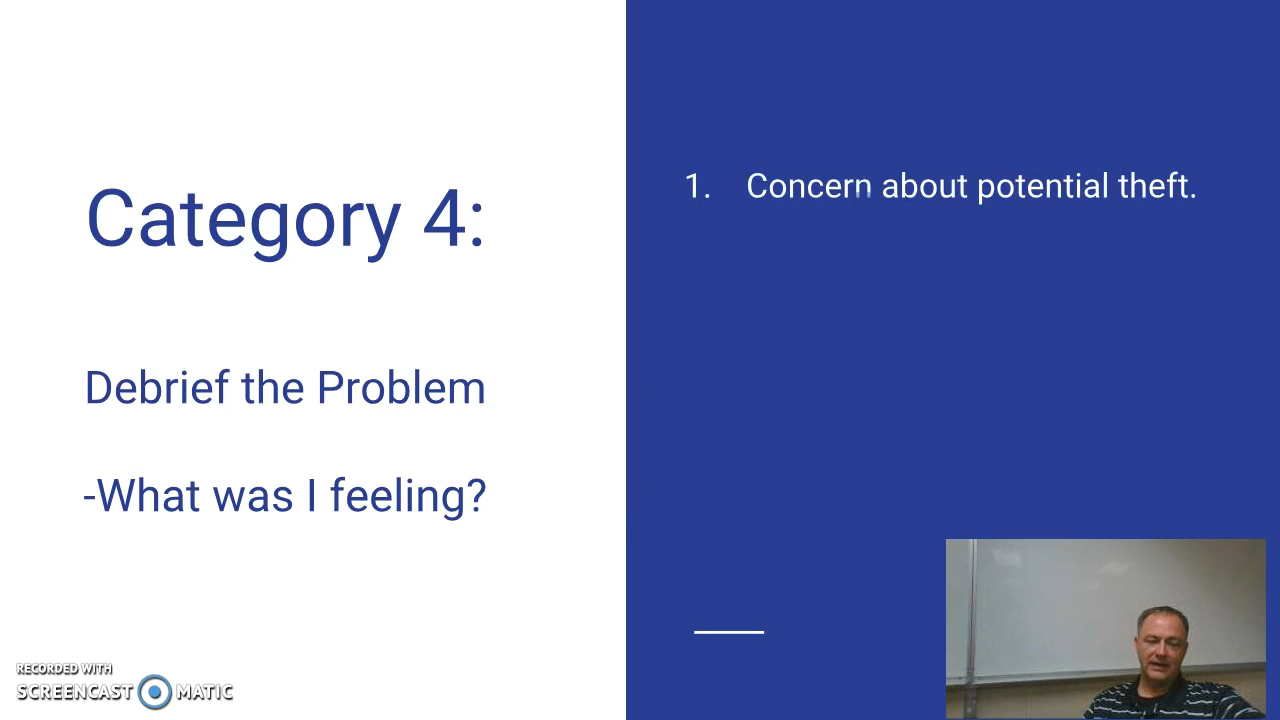 Category 4:
Debrief the Problem
-What was I feeling?
1. Concern about potential theft.
RECORDED WITH
SCREENCAST MATIC